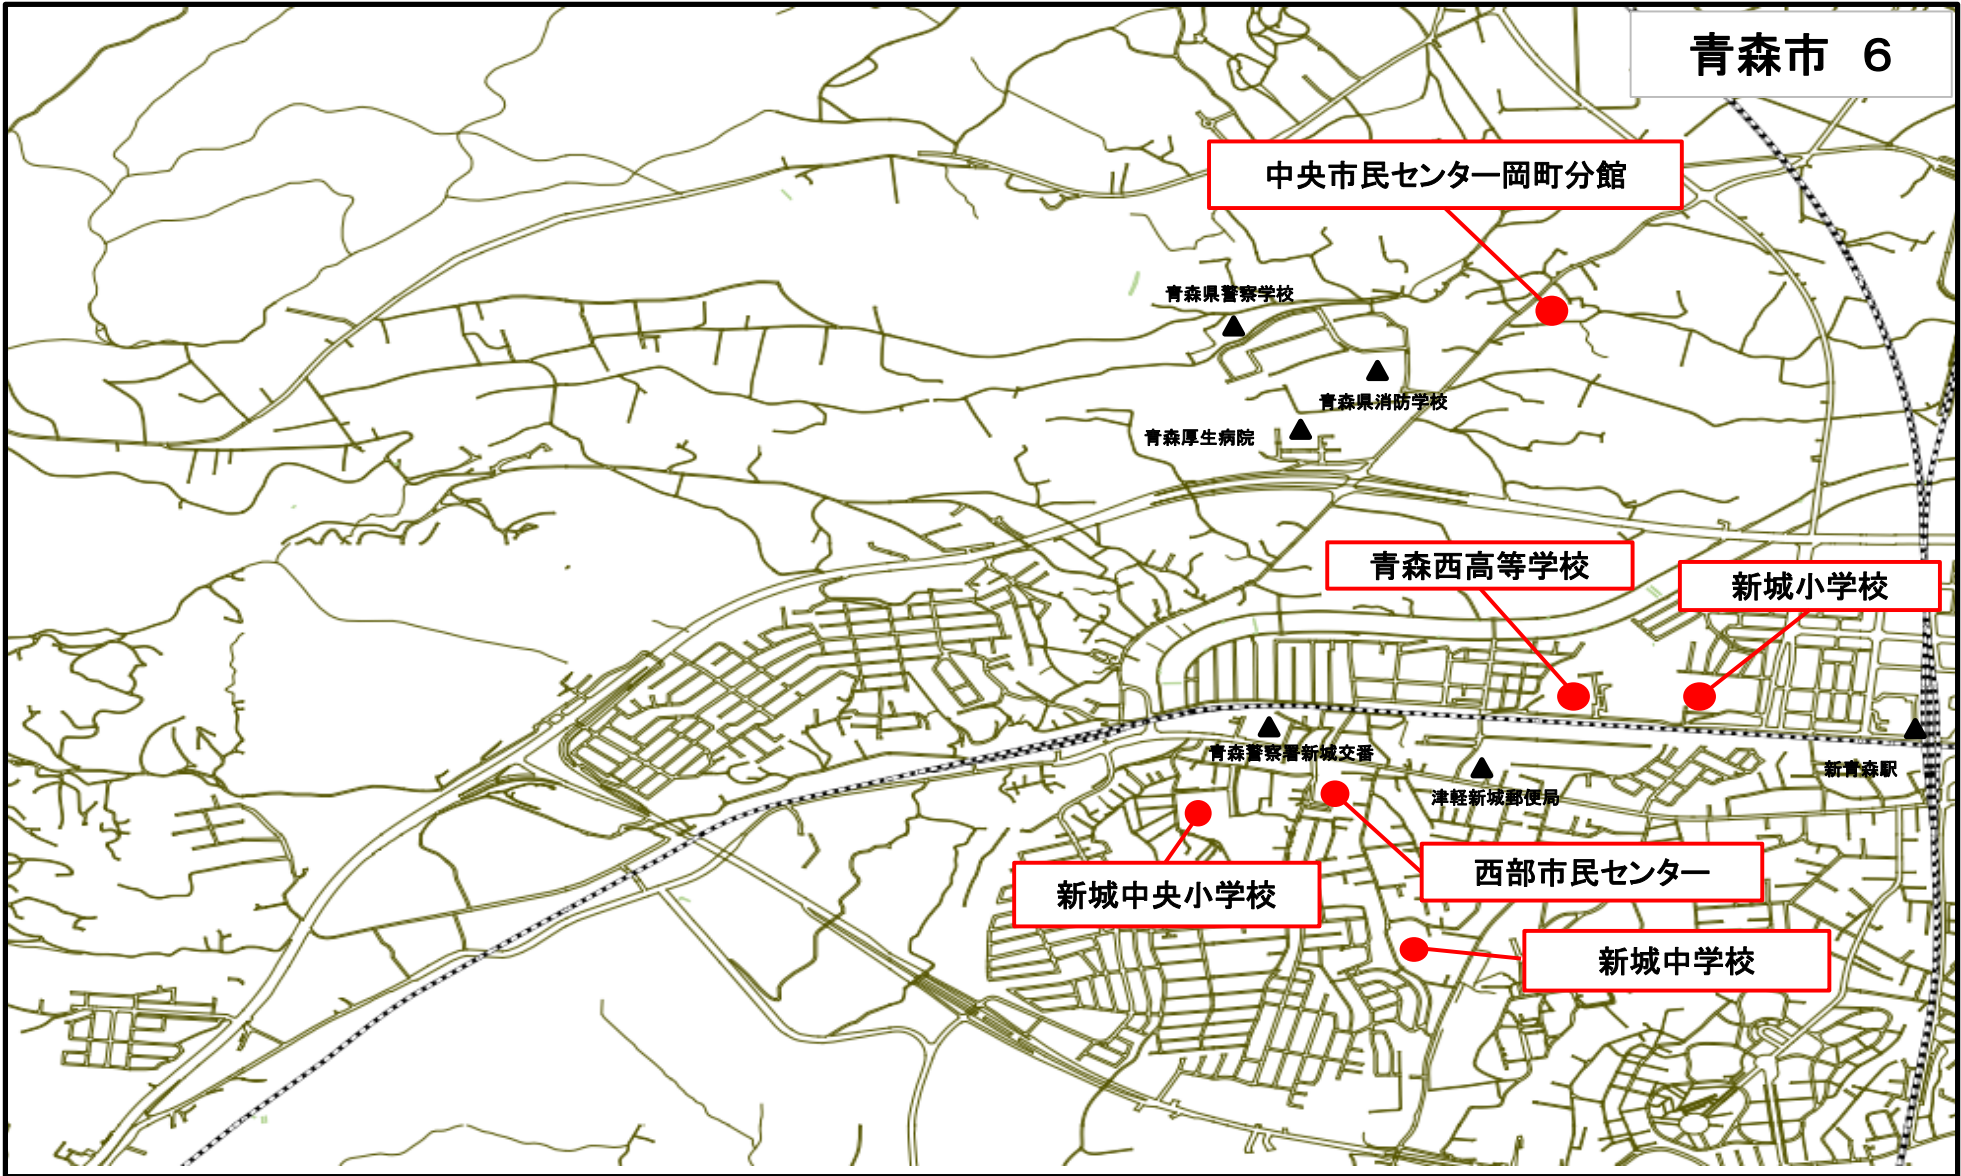 青森市 6
中央市民センター岡町分館
青森県警察学校
青森県消防学校
青森厚生病院
青森西高等学校
新城小学校
青森警察署新城交番
新青森駅
津軽新城郵便局
西部市民センター
新城中央小学校
新城中学校